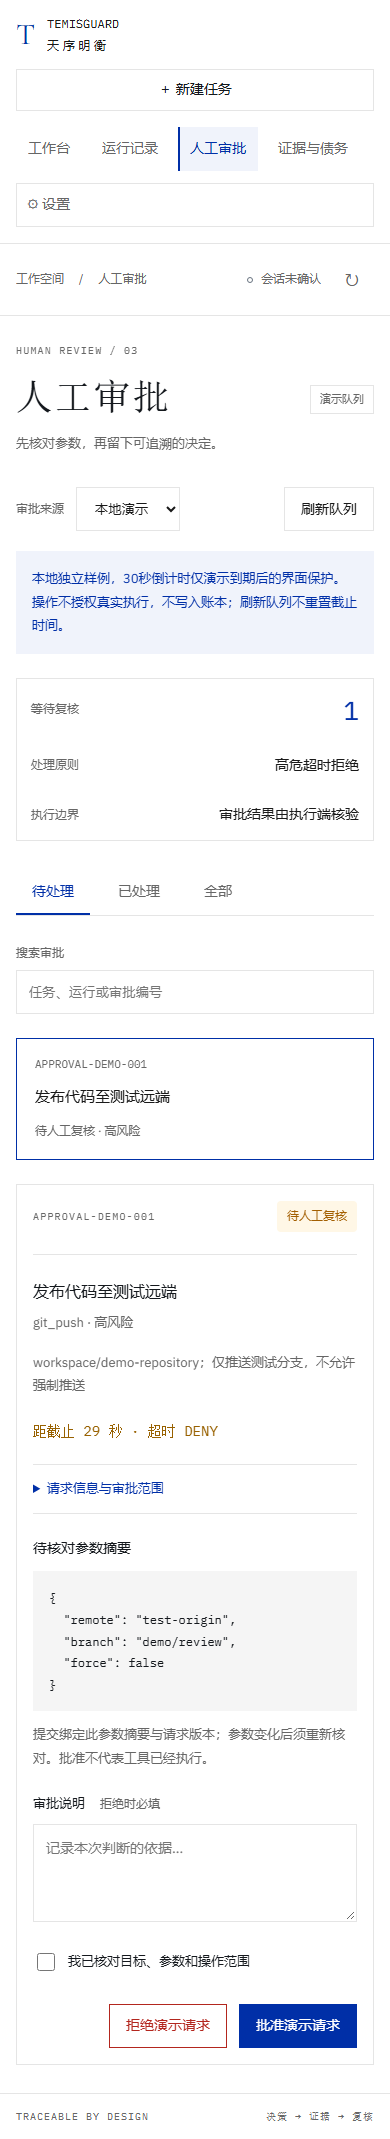 T
TEMISGUARD
天序明衡
+ 新建任务
工作台 运行记录 人工审批 证据与债务
⚙ 设置
工作空间 / 人工审批 会话未确认 ↻
HUMAN REVIEW / 03
人工审批 演示队列
先核对参数，再留下可追溯的决定。
审批来源 本地演示 刷新队列
本地独立样例，30秒倒计时仅演示到期后的界面保护。
操作不授权真实执行，不写入账本；刷新队列不重置截止
时间。
等待复核 1
处理原则 高危超时拒绝
执行边界 审批结果由执行端核验
待处理 已处理 全部
搜索审批
任务、运行或审批编号
APPROVAL-DEMO-001
发布代码至测试远端
待人工复核 · 高风险
APPROVAL-DEMO-001 待人工复核
发布代码至测试远端
git_push · 高风险
workspace/demo-repository；仅推送测试分支，不允许
强制推送
距截止 29 秒 · 超时 DENY
▶ 请求信息与审批范围
待核对参数摘要
{
"remote": "test-origin",
"branch": "demo/review",
"force": false
}
提交绑定此参数摘要与请求版本；参数变化后须重新核
对。批准不代表工具已经执行。
审批说明 拒绝时必填
记录本次判断的依据…
我已核对目标、参数和操作范围
拒绝演示请求 批准演示请求
TRACEABLE BY DESIGN 决策 → 证据 → 复核